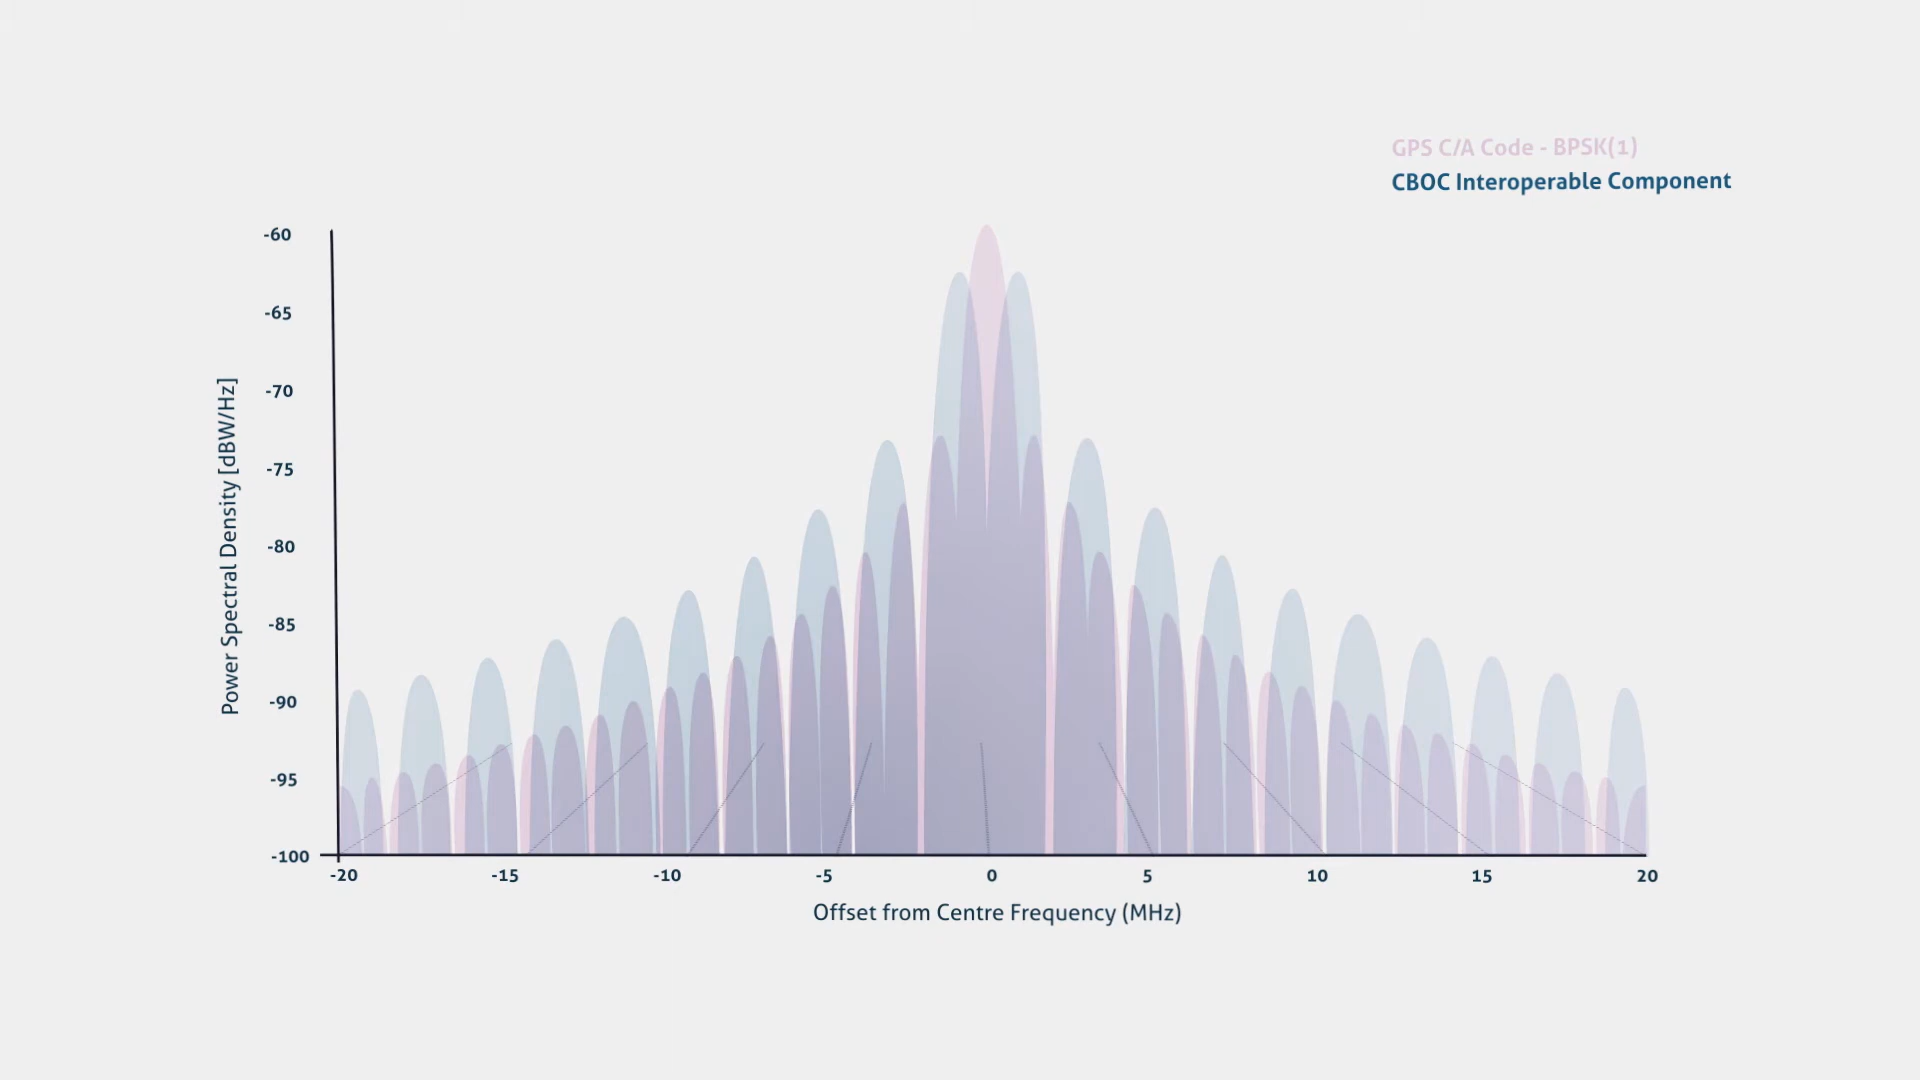 GPS C/A Code - BPSK(1)
CBOC Interoperable Component
Power Spectral Density [dBW/Hz]
-60
-65
-70
-75
-80
-85
-90
-95
-100
-20 -15 -10 -5 0 5 10 15 20
Offset from Centre Frequency (MHz)